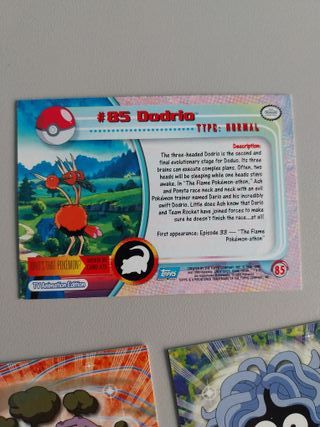 #85 Dodrio
TYPE: NORMAL
Description:
The three-headed Dodrio is the second and
final evolutionary stage for Doduo. Its three
brains can execute complex plans. Often, two
heads will be sleeping while one heads stays
awake. In "The Flame Pokémon-athon," Ash
and Ponyta race neck and neck with an evil
Pokémon trainer named Dario and his incredibly
swift Dodrio. Little does Ash know that Dario
and Team Rocket have joined forces to make
sure he doesn't finish the race...at all!
First appearance: Episode 33 — "The Flame
Pokémon-athon"
WHO'S THAT POKÉMON?
TV Animation Edition
Topps
85